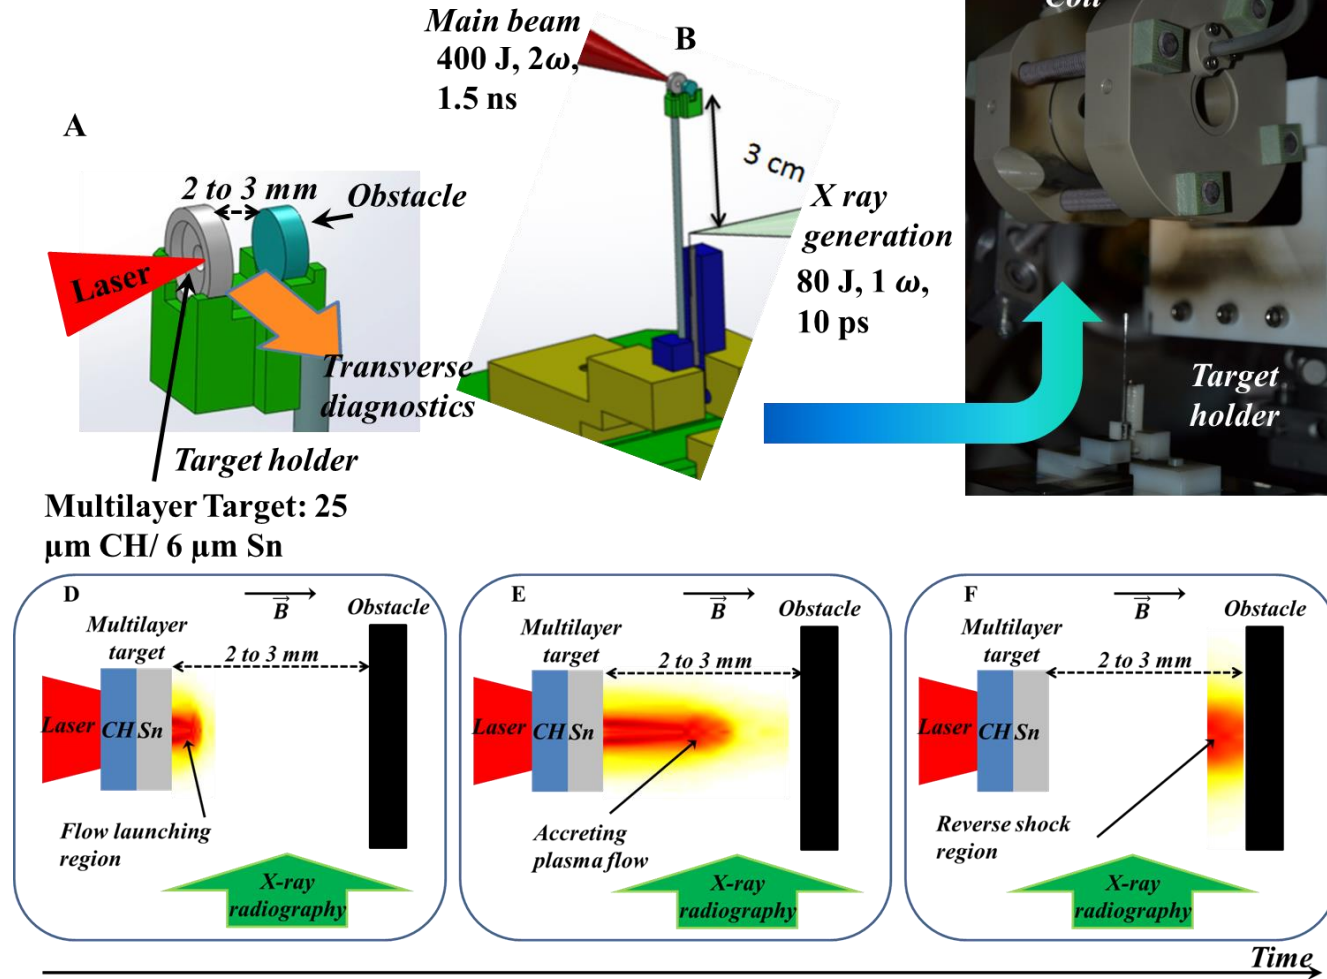 Main beam
400 J, 2ω,
1.5 ns
B
Coil
A
2 to 3 mm
Obstacle
Laser
Transverse
diagnostics
Target holder
Multilayer Target: 25
μm CH/ 6 μm Sn
3 cm
X ray
generation
80 J, 1 ω,
10 ps
Target
holder
D
B
Obstacle
Multilayer
target
2 to 3 mm
Laser
CH
Sn
Flow launching
region
X-ray
radiography
E
B
Obstacle
Multilayer
target
2 to 3 mm
Laser
CH
Sn
Accreting
plasma flow
X-ray
radiography
F
B
Obstacle
Multilayer
target
2 to 3 mm
Laser
CH
Sn
Reverse shock
region
X-ray
radiography
Time